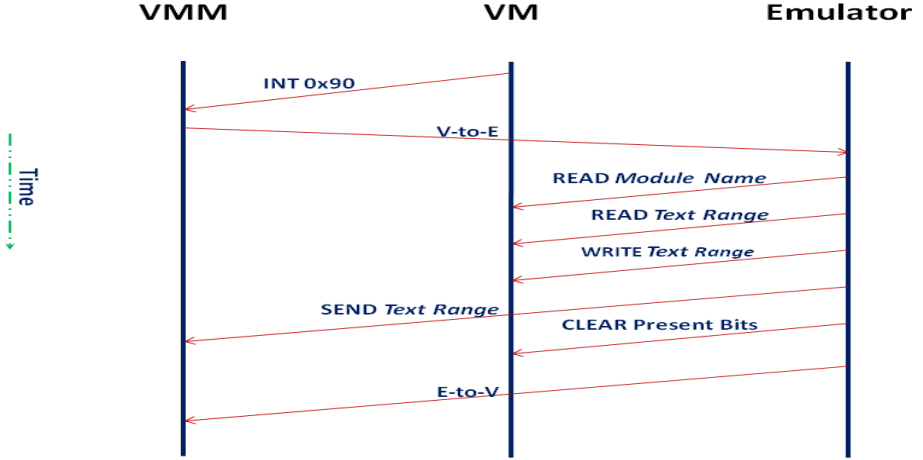 VMM VM Emulator
INT 0x90
V-to-E
Time
READ Module Name
READ Text Range
WRITE Text Range
SEND Text Range
CLEAR Present Bits
E-to-V